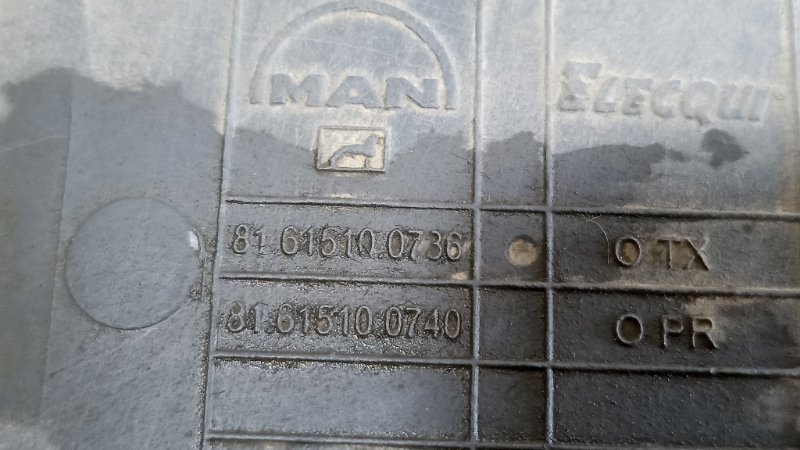 MAN ELECQUI
81.61510.0736 O TX
81.61510.0740 O PR